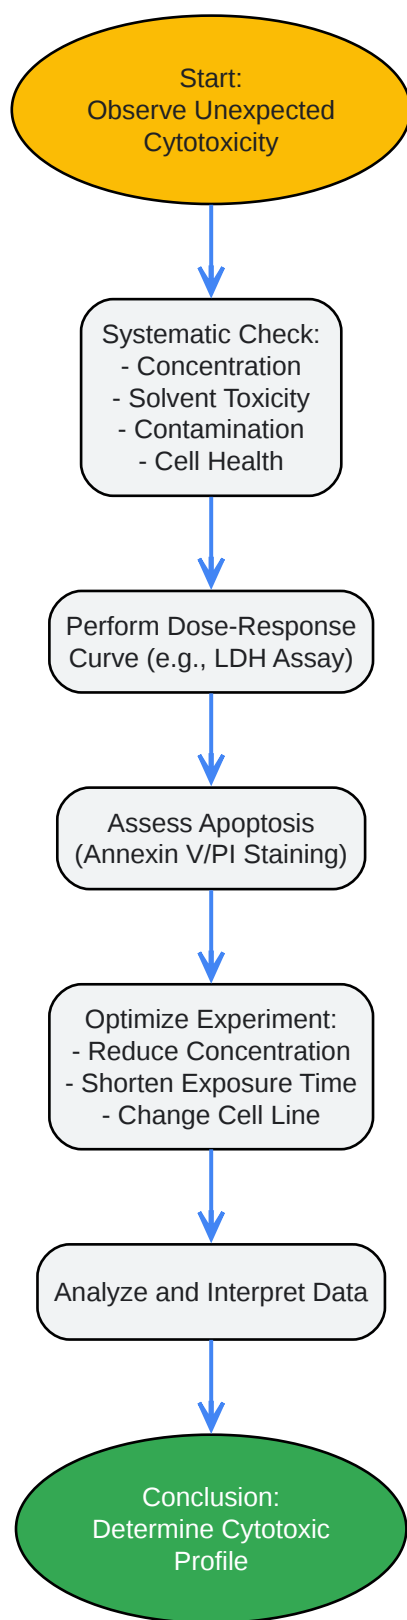 Start:
Observe Unexpected
Cytotoxicity
Systematic Check:
- Concentration
- Solvent Toxicity
- Contamination
- Cell Health
Perform Dose-Response
Curve (e.g., LDH Assay)
Assess Apoptosis
(Annexin V/PI Staining)
Optimize Experiment:
- Reduce Concentration
- Shorten Exposure Time
- Change Cell Line
Analyze and Interpret Data
Conclusion:
Determine Cytotoxic
Profile